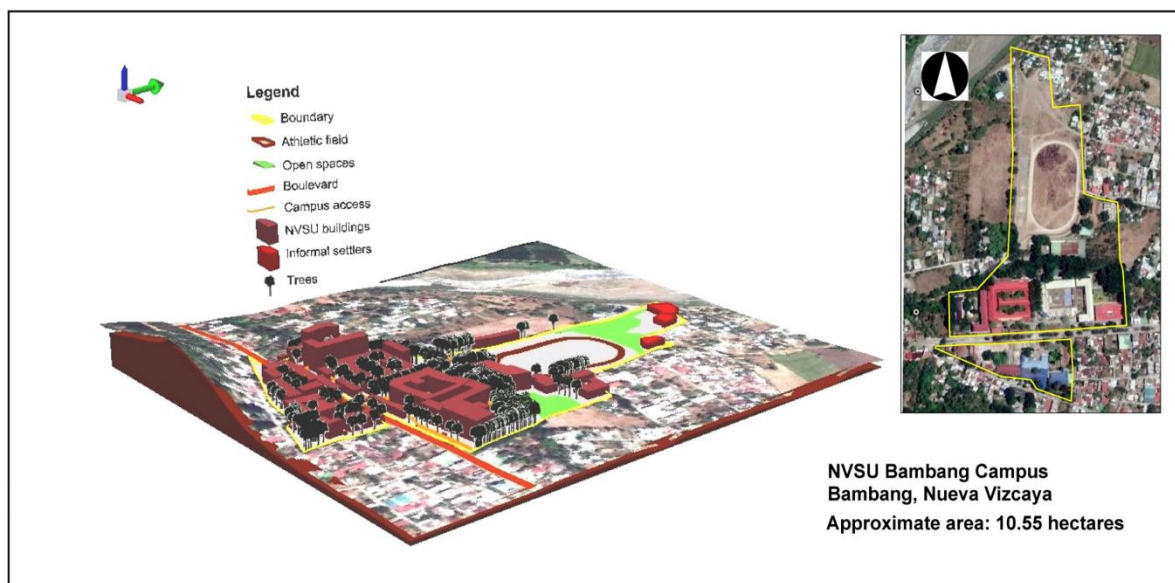 Legend
Boundary
Athletic field
Open spaces
Boulevard
Campus access
NVSU buildings
Informal settlers
Trees
NVSU Bambang Campus
Bambang, Nueva Vizcaya
Approximate area: 10.55 hectares